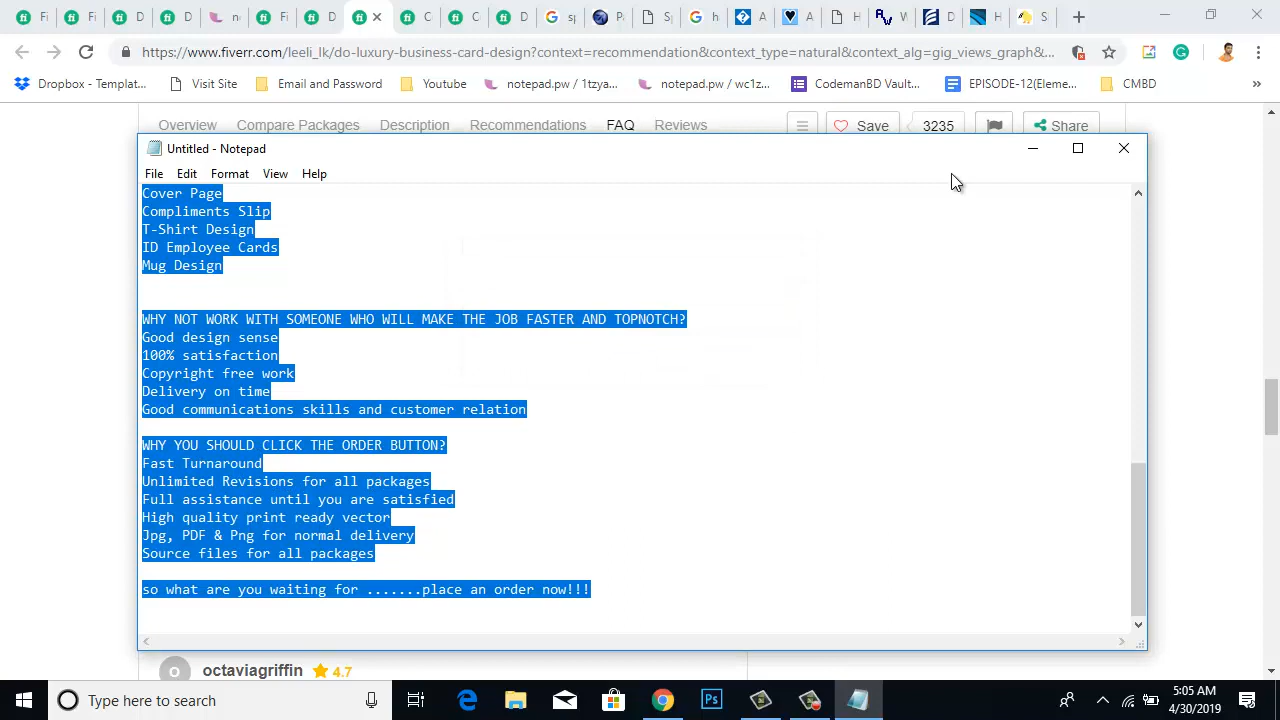 Fi
Fi
D
D
n
Fi
D
C
C
D
sp
P
S
h
A
A
H
W
D
H
S
https://www.fiverr.com/leeli_lk/do-luxury-business-card-design?context=recommendation&context_type=natural&context_alg=gig_views_graph&...
Dropbox - Templat...
Visit Site
Email and Password
Youtube
notepad.pw / 1tzya...
notepad.pw / wc1z...
CodemanBD Vault...
EPISODE-12(Eleme...
CMBD
Overview Compare Packages Description Recommendations FAQ Reviews
Save
3235
Share
Untitled - Notepad
File Edit Format View Help
Cover Page
Compliments Slip
T-Shirt Design
ID Employee Cards
Mug Design
WHY NOT WORK WITH SOMEONE WHO WILL MAKE THE JOB FASTER AND TOPNOTCH?
Good design sense
100% satisfaction
Copyright free work
Delivery on time
Good communications skills and customer relation
WHY YOU SHOULD CLICK THE ORDER BUTTON?
Fast Turnaround
Unlimited Revisions for all packages
Full assistance until you are satisfied
High quality print ready vector
Jpg, PDF & Png for normal delivery
Source files for all packages
so what are you waiting for .......place an order now!!!
o octaviagriffin 4.7
Type here to search
5:05 AM
4/30/2019